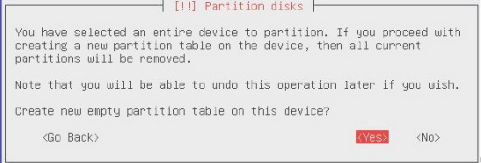 [!!] Partition disks
You have selected an entire device to partition. If you proceed with
creating a new partition table on the device, then all current
partitions will be removed.
Note that you will be able to undo this operation later if you wish.
Create new empty partition table on this device?
<Go Back> <Yes> <No>